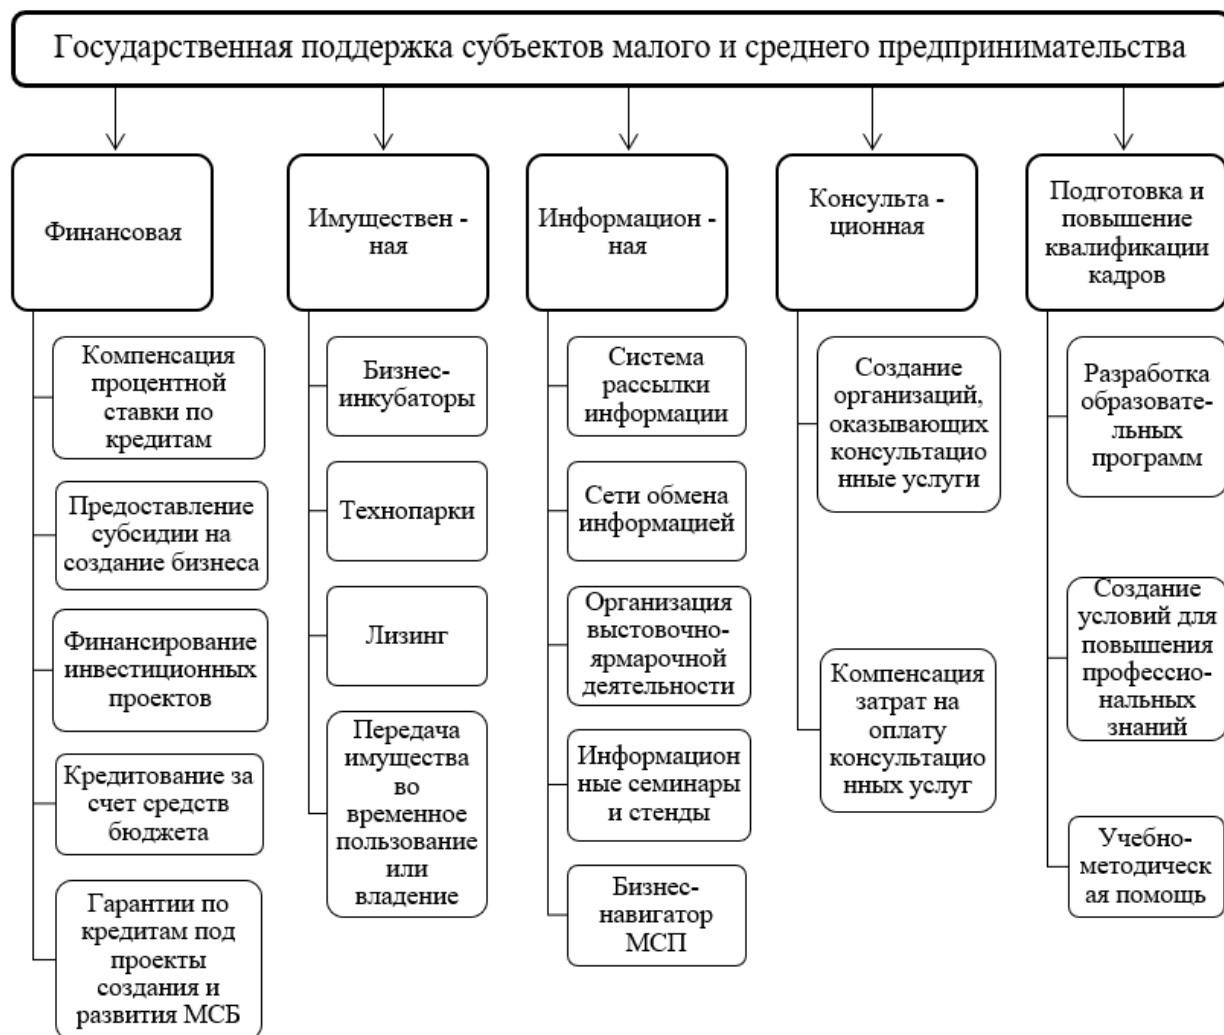 Государственная поддержка субъектов малого и среднего предпринимательства
Финансовая
Компенсация
процентной
ставки по
кредитам
Предоставление
субсидии на
создание бизнеса
Финансирование
инвестиционных
проектов
Кредитование за
счет средств
бюджета
Гарантии по
кредитам под
проекты
создания и
развития МСБ
Имуществен -
ная
Бизнес-
инкубаторы
Технопарки
Лизинг
Передача
имущества
во
временное
пользование
или
владение
Информацион -
ная
Система
рассылки
информации
Сети обмена
информацией
Организация
выстовочно-
ярмарочной
деятельности
Информацион
ные семинары
и стенды
Бизнес-
навигатор
МСП
Консульта -
ционная
Создание
организаций,
оказывающих
консультацио
нные услуги
Компенсация
затрат на
оплату
консультацио
нных услуг
Подготовка и
повышение
квалификации
кадров
Разработка
образовате-
льных
программ
Создание
условий для
повышения
профессио-
нальных
знаний
Учебно-
методическ
ая помощь